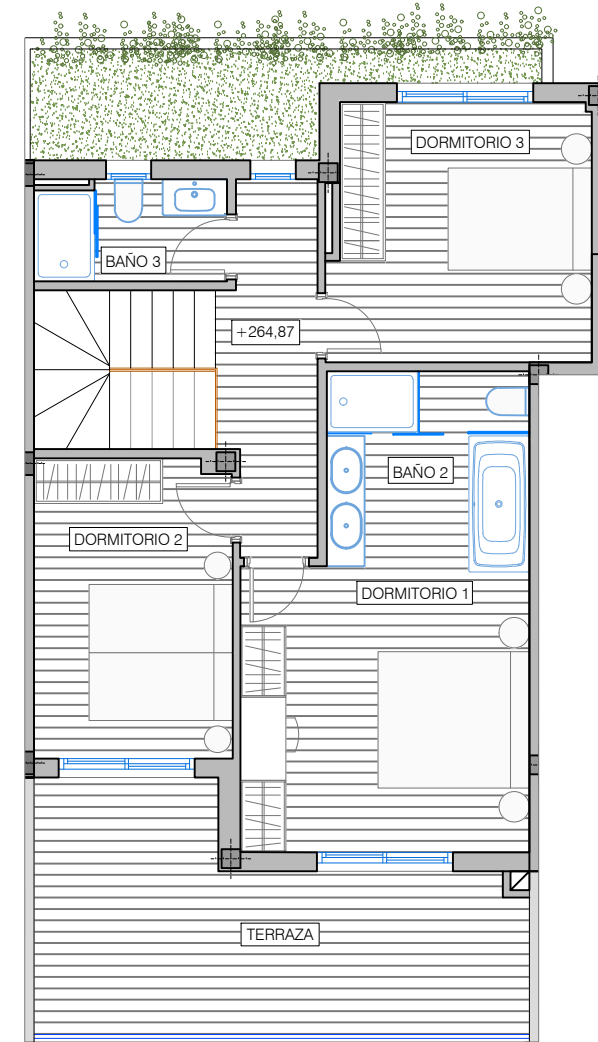 DORMITORIO 3
BAÑO 3
+264,87
BAÑO 2
DORMITORIO 2
DORMITORIO 1
TERRAZA